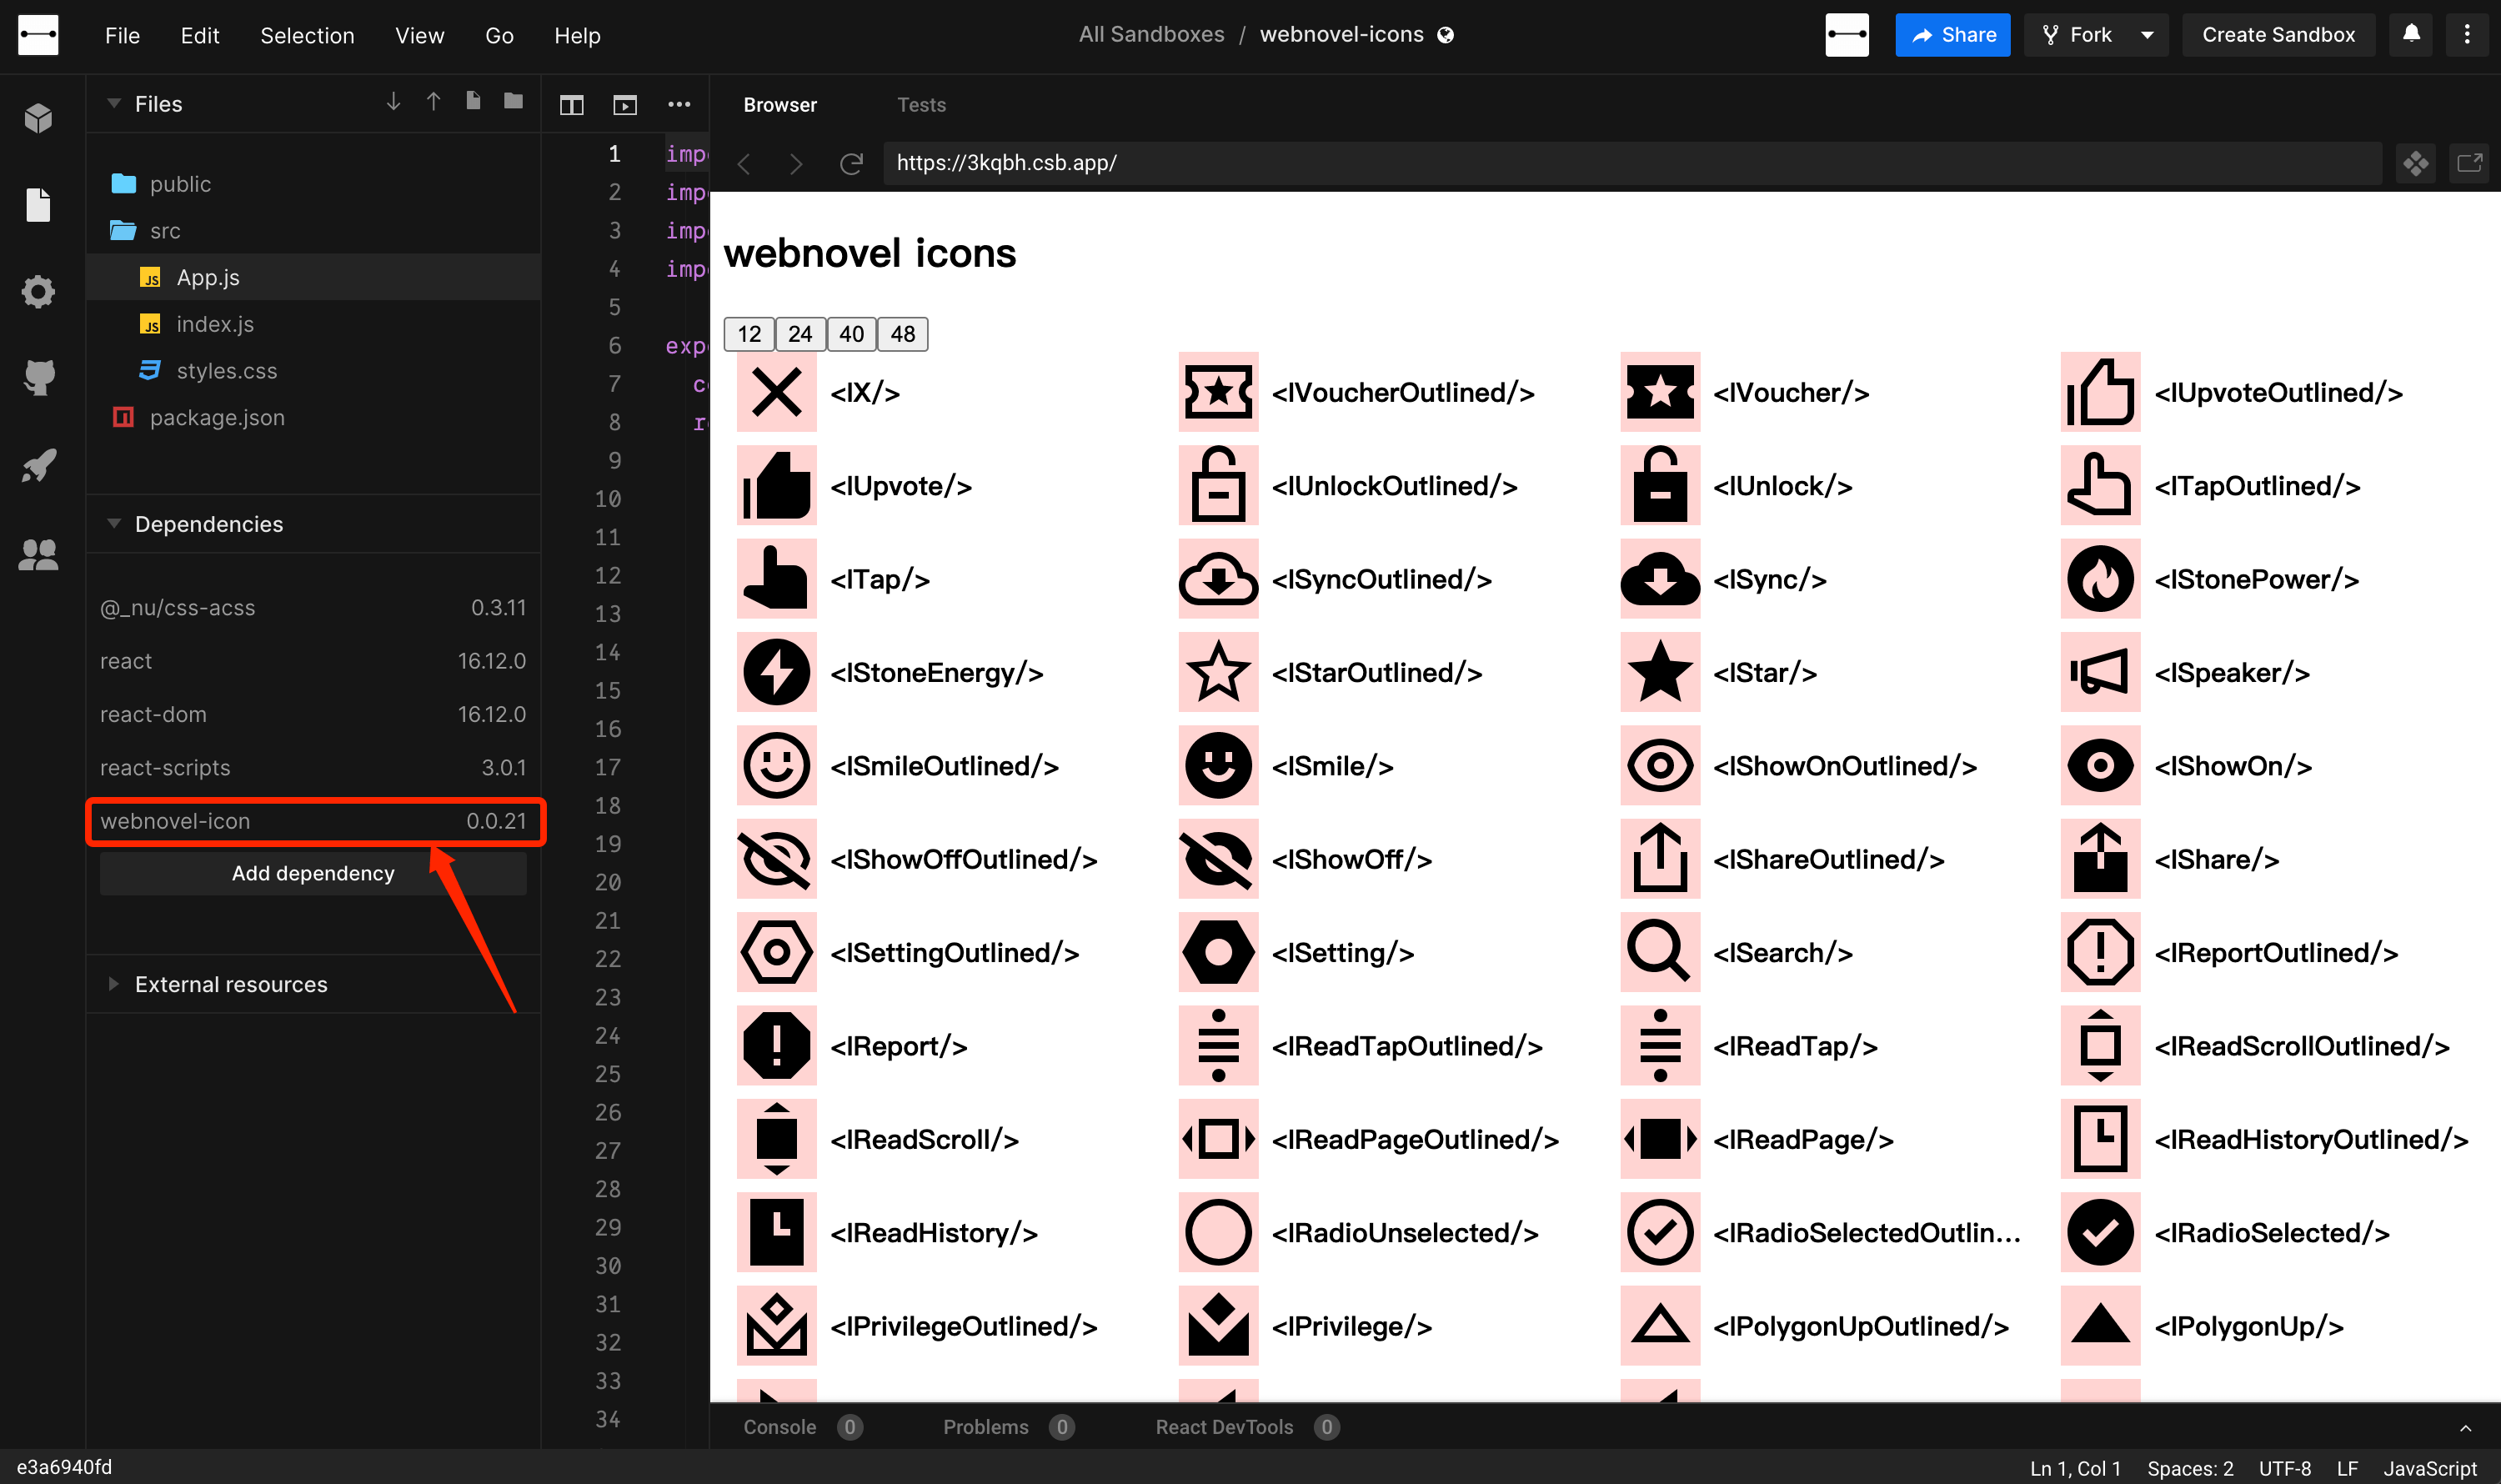 File Edit Selection View Go Help
All Sandboxes / webnovel-icons
Share Fork Create Sandbox
Files
public
src
App.js
index.js
styles.css
package.json
Dependencies
@_nu/css-acss 0.3.11
react 16.12.0
react-dom 16.12.0
react-scripts 3.0.1
webnovel-icon 0.0.21
Add dependency
External resources
1
2
3
4
5
6
7
8
9
10
11
12
13
14
15
16
17
18
19
20
21
22
23
24
25
26
27
28
29
30
31
32
33
34
Browser Tests
https://3kqbh.csb.app/
webnovel icons
12 24 40 48
<IX/> <IVoucherOutlined/> <IVoucher/> <IUpvoteOutlined/>
<IUpvote/> <IUnlockOutlined/> <IUnlock/> <ITapOutlined/>
<ITap/> <ISyncOutlined/> <ISync/> <IStonePower/>
<IStoneEnergy/> <IStarOutlined/> <IStar/> <ISpeaker/>
<ISmileOutlined/> <ISmile/> <IShowOnOutlined/> <IShowOn/>
<IShowOffOutlined/> <IShowOff/> <IShareOutlined/> <IShare/>
<ISettingOutlined/> <ISetting/> <ISearch/> <IReportOutlined/>
<IReport/> <IReadTapOutlined/> <IReadTap/> <IReadScrollOutlined/>
<IReadScroll/> <IReadPageOutlined/> <IReadPage/> <IReadHistoryOutlined/>
<IReadHistory/> <IRadioUnselected/> <IRadioSelectedOutlin... <IRadioSelected/>
<IPrivilegeOutlined/> <IPrivilege/> <IPolygonUpOutlined/> <IPolygonUp/>
Console 0 Problems 0 React DevTools 0
e3a6940fd
Ln 1, Col 1 Spaces: 2 UTF-8 LF JavaScript